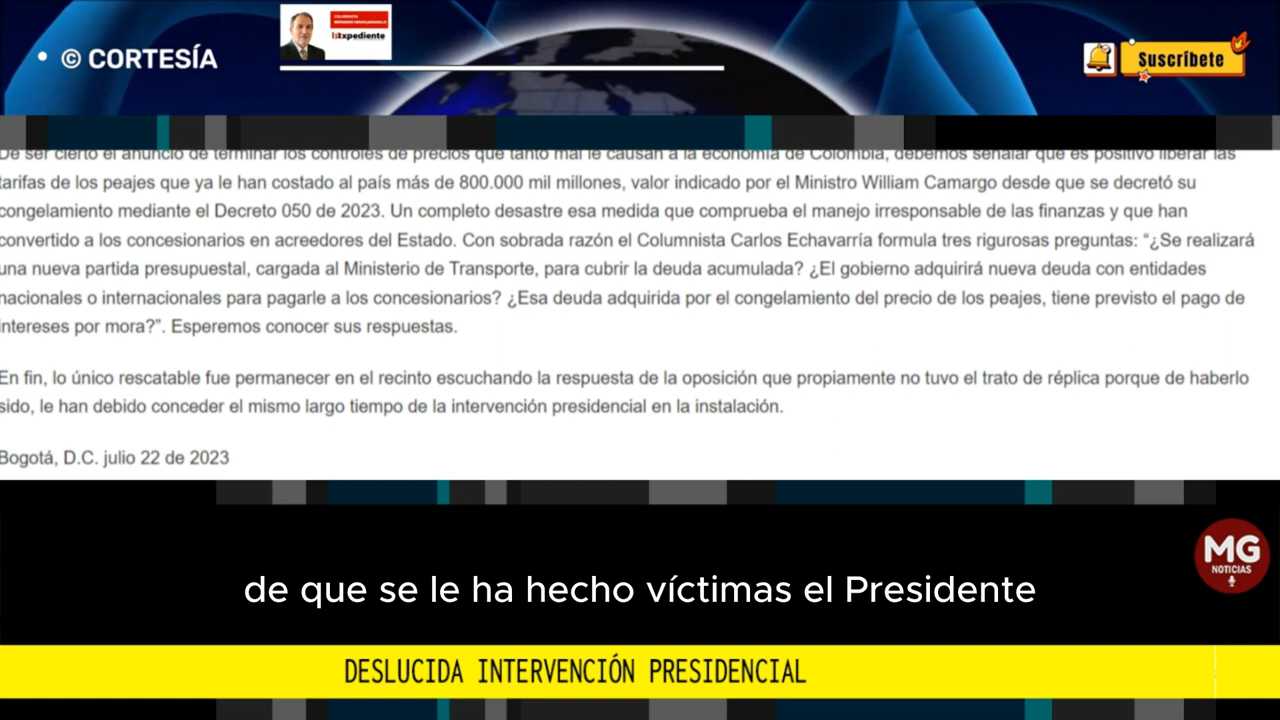 • © CORTESÍA
COLUMNISTA
Expediente
Suscríbete
De ser cierto el anuncio de terminar los controles de precios que tanto mal le causan a la economía de Colombia, debemos señalar que es positivo liberar las
tarifas de los peajes que ya le han costado al país más de 800.000 mil millones, valor indicado por el Ministro William Camargo desde que se decretó su
congelamiento mediante el Decreto 050 de 2023. Un completo desastre esa medida que comprueba el manejo irresponsable de las finanzas y que han
convertido a los concesionarios en acreedores del Estado. Con sobrada razón el Columnista Carlos Echavarría formula tres rigurosas preguntas: “¿Se realizará
una nueva partida presupuestal, cargada al Ministerio de Transporte, para cubrir la deuda acumulada? ¿El gobierno adquirirá nueva deuda con entidades
nacionales o internacionales para pagarle a los concesionarios? ¿Esa deuda adquirida por el congelamiento del precio de los peajes, tiene previsto el pago de
intereses por mora?”. Esperemos conocer sus respuestas.
En fin, lo único rescatable fue permanecer en el recinto escuchando la respuesta de la oposición que propiamente no tuvo el trato de réplica porque de haberlo
sido, le han debido conceder el mismo largo tiempo de la intervención presidencial en la instalación.
Bogotá, D.C. julio 22 de 2023
MG
NOTICIAS
de que se le ha hecho víctimas el Presidente
DESLUCIDA INTERVENCIÓN PRESIDENCIAL